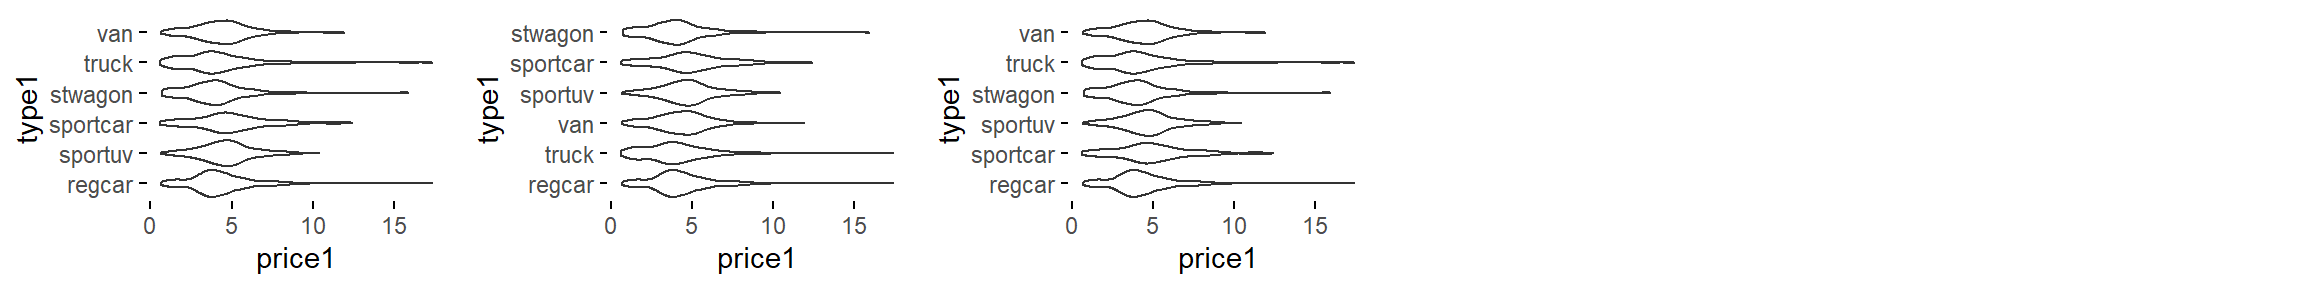 type1
van
truck
stwagon
sportcar
sportuv
regcar
0 5 10 15
price1
type1
stwagon
sportcar
sportuv
van
truck
regcar
0 5 10 15
price1
type1
van
truck
stwagon
sportuv
sportcar
regcar
0 5 10 15
price1